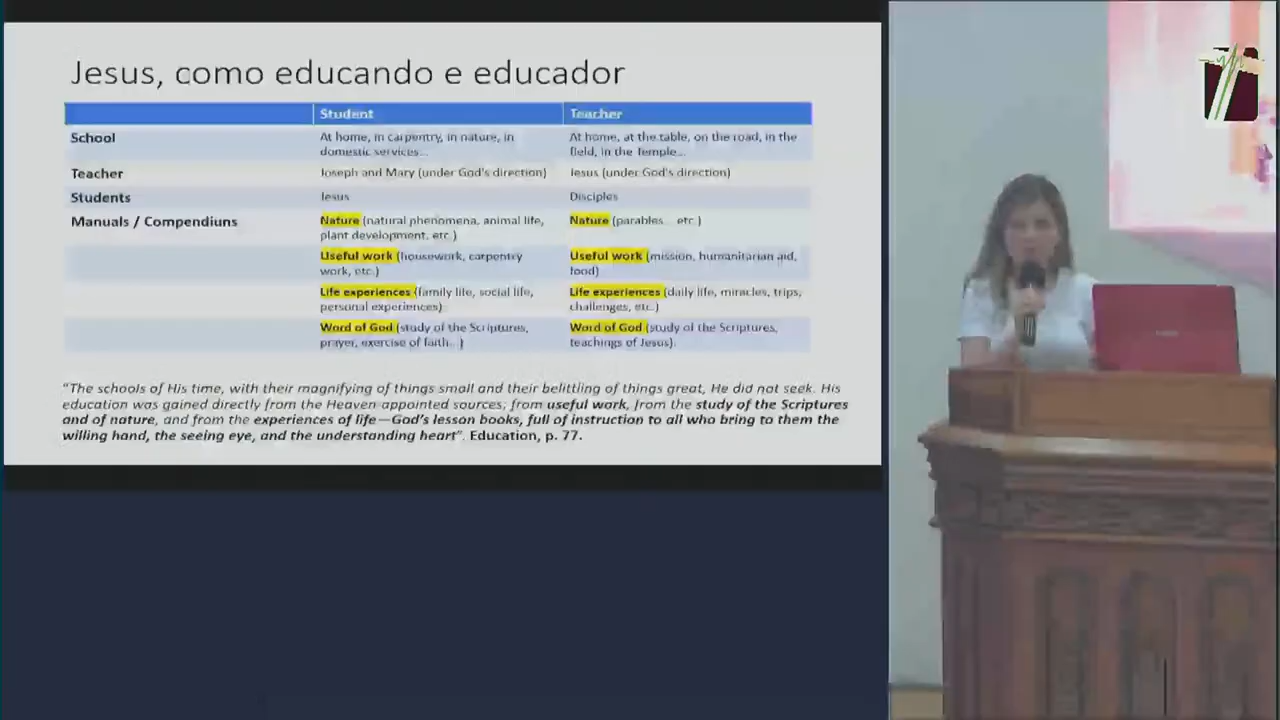 Jesus, como educando e educador
Student Teacher
School At home, in carpentry, in nature, in At home, at the table, on the road, in the
domestic services... field, in the Temple...
Teacher Joseph and Mary (under God's direction) Jesus (under God's direction)
Students Jesus Disciples
Manuals / Compendiuns Nature (natural phenomena, animal life, Nature (parables... etc.)
plant development, etc.)
Useful work (housework, carpentry Useful work (mission, humanitarian aid,
work, etc.) food)
Life experiences (family life, social life, Life experiences (daily life, miracles, trips,
personal experiences) challenges, etc.)
Word of God (study of the Scriptures, Word of God (study of the Scriptures,
prayer, exercise of faith...) teachings of Jesus).
"The schools of His time, with their magnifying of things small and their belittling of things great, He did not seek. His
education was gained directly from the Heaven-appointed sources; from useful work, from the study of the Scriptures
and of nature, and from the experiences of life—God's lesson books, full of instruction to all who bring to them the
willing hand, the seeing eye, and the understanding heart". Education, p. 77.